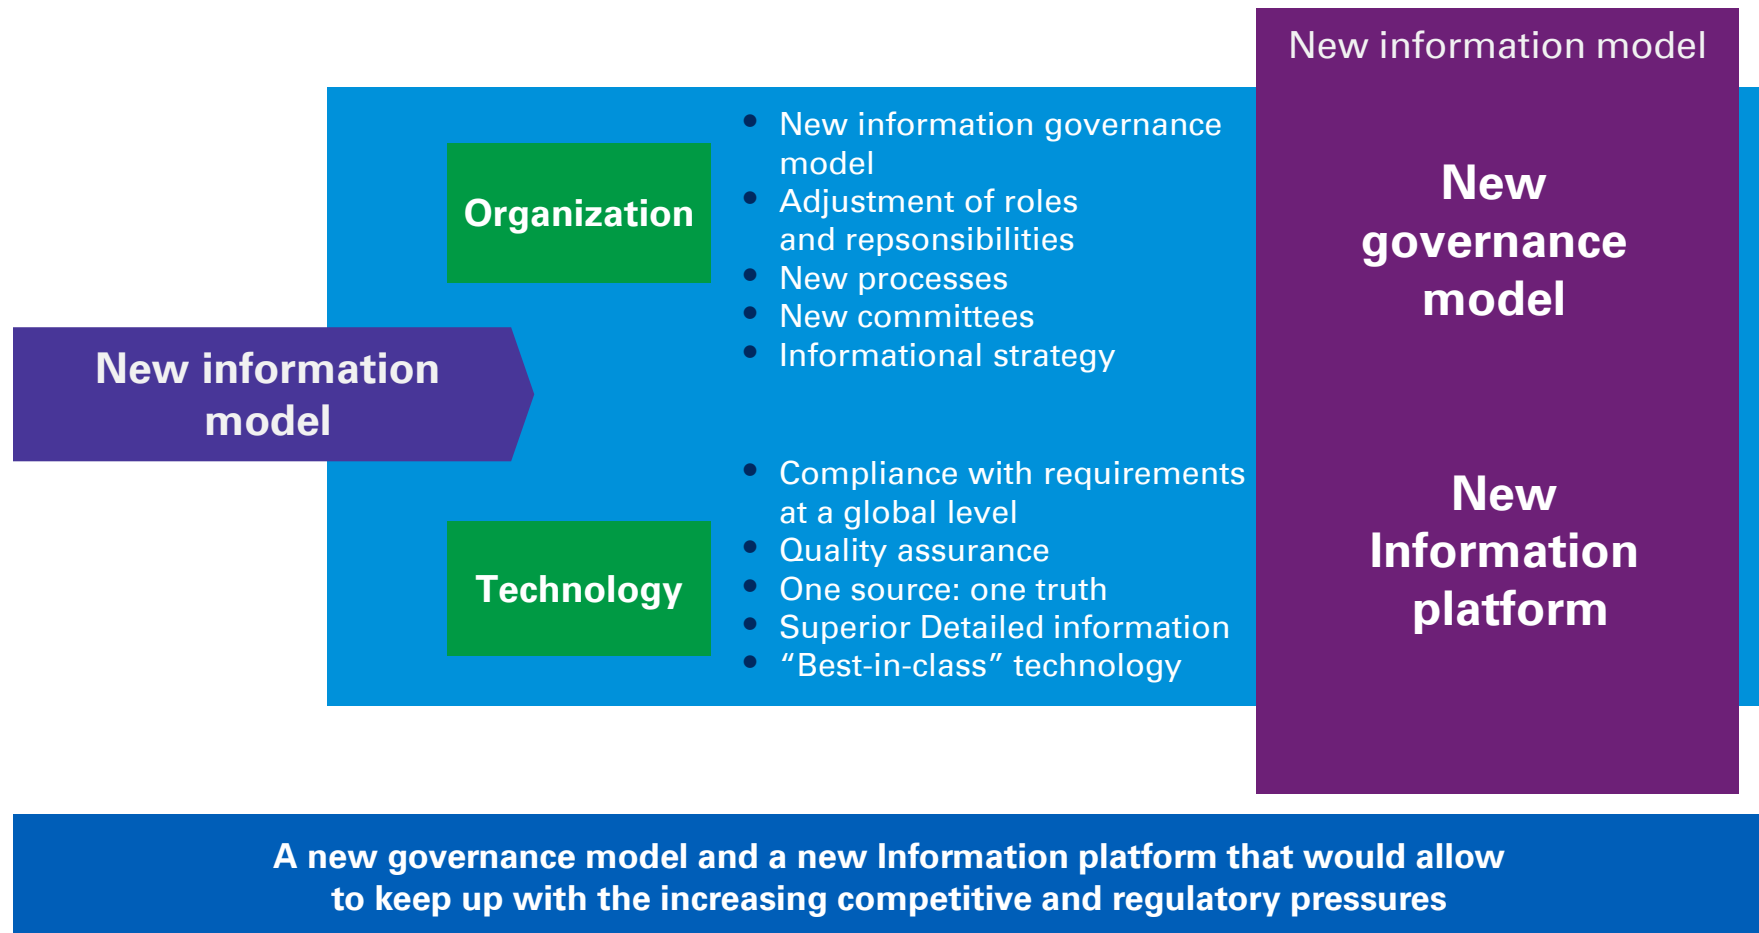 New information model
New information
model
Organization
• New information governance
model
• Adjustment of roles
and repsonsibilities
• New processes
• New committees
• Informational strategy
New
governance
model
Technology
• Compliance with requirements
at a global level
• Quality assurance
• One source: one truth
• Superior Detailed information
• “Best-in-class” technology
New
Information
platform
A new governance model and a new Information platform that would allow
to keep up with the increasing competitive and regulatory pressures